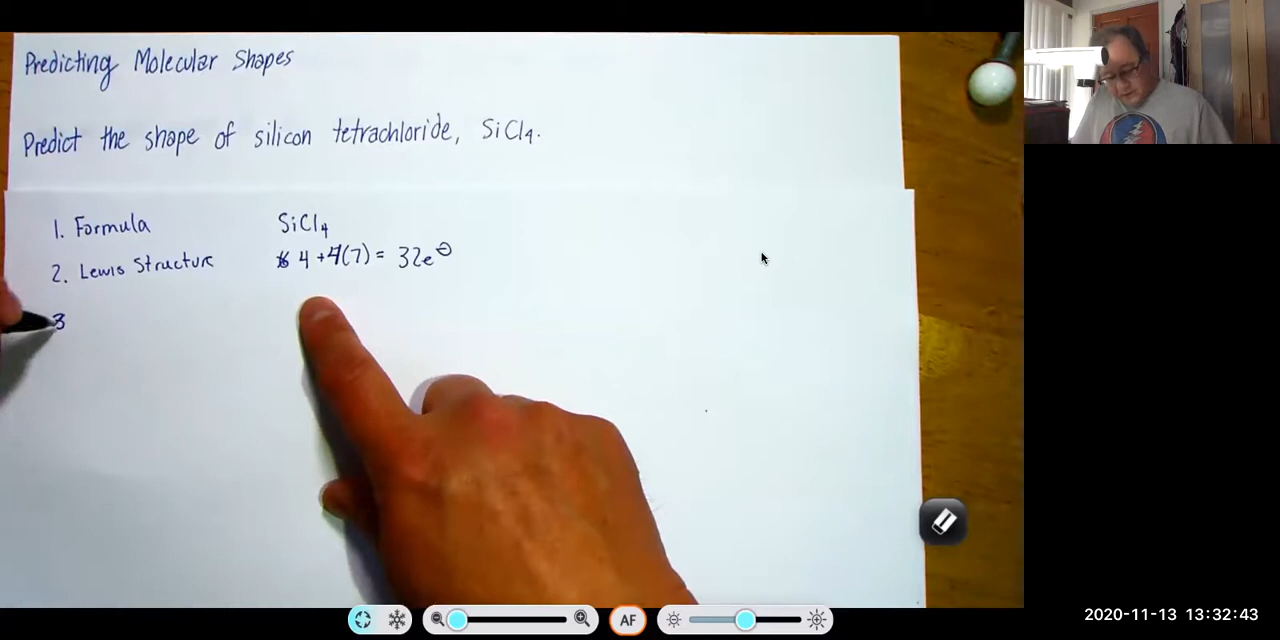 Predicting Molecular Shapes
Predict the shape of silicon tetrachloride, SiCl4.
1. Formula SiCl4
2. Lewis Structure 4 + 4(7) = 32e⊖
3
AF
2020-11-13 13:32:43